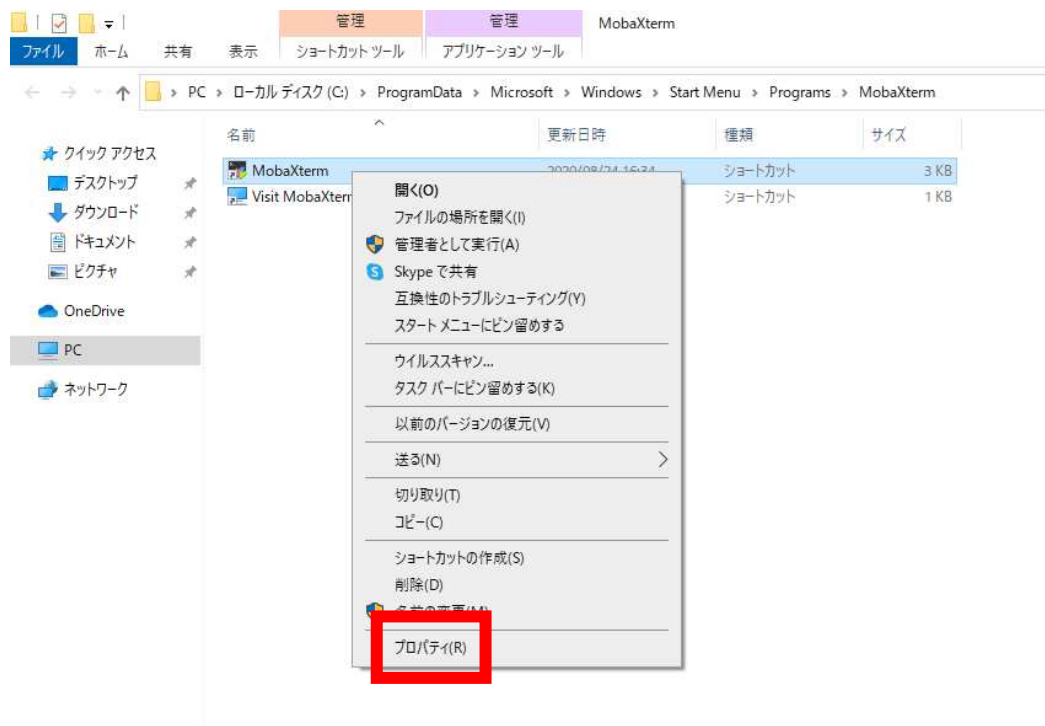 管理 管理 MobaXterm
ファイル ホーム 共有 表示 ショートカット ツール アプリケーション ツール
PC › ローカル ディスク (C:) › ProgramData › Microsoft › Windows › Start Menu › Programs › MobaXterm
名前 更新日時 種類 サイズ
クイック アクセス
MobaXterm 2020/08/24 16:34 ショートカット 3 KB
デスクトップ
Visit MobaXterm ショートカット 1 KB
ダウンロード
ドキュメント
ピクチャ
OneDrive
PC
ネットワーク
開く(O)
ファイルの場所を開く(I)
管理者として実行(A)
Skype で共有
互換性のトラブルシューティング(Y)
スタート メニューにピン留めする
ウイルススキャン...
タスク バーにピン留めする(K)
以前のバージョンの復元(V)
送る(N)
切り取り(T)
コピー(C)
ショートカットの作成(S)
削除(D)
名前の変更(M)
プロパティ(R)